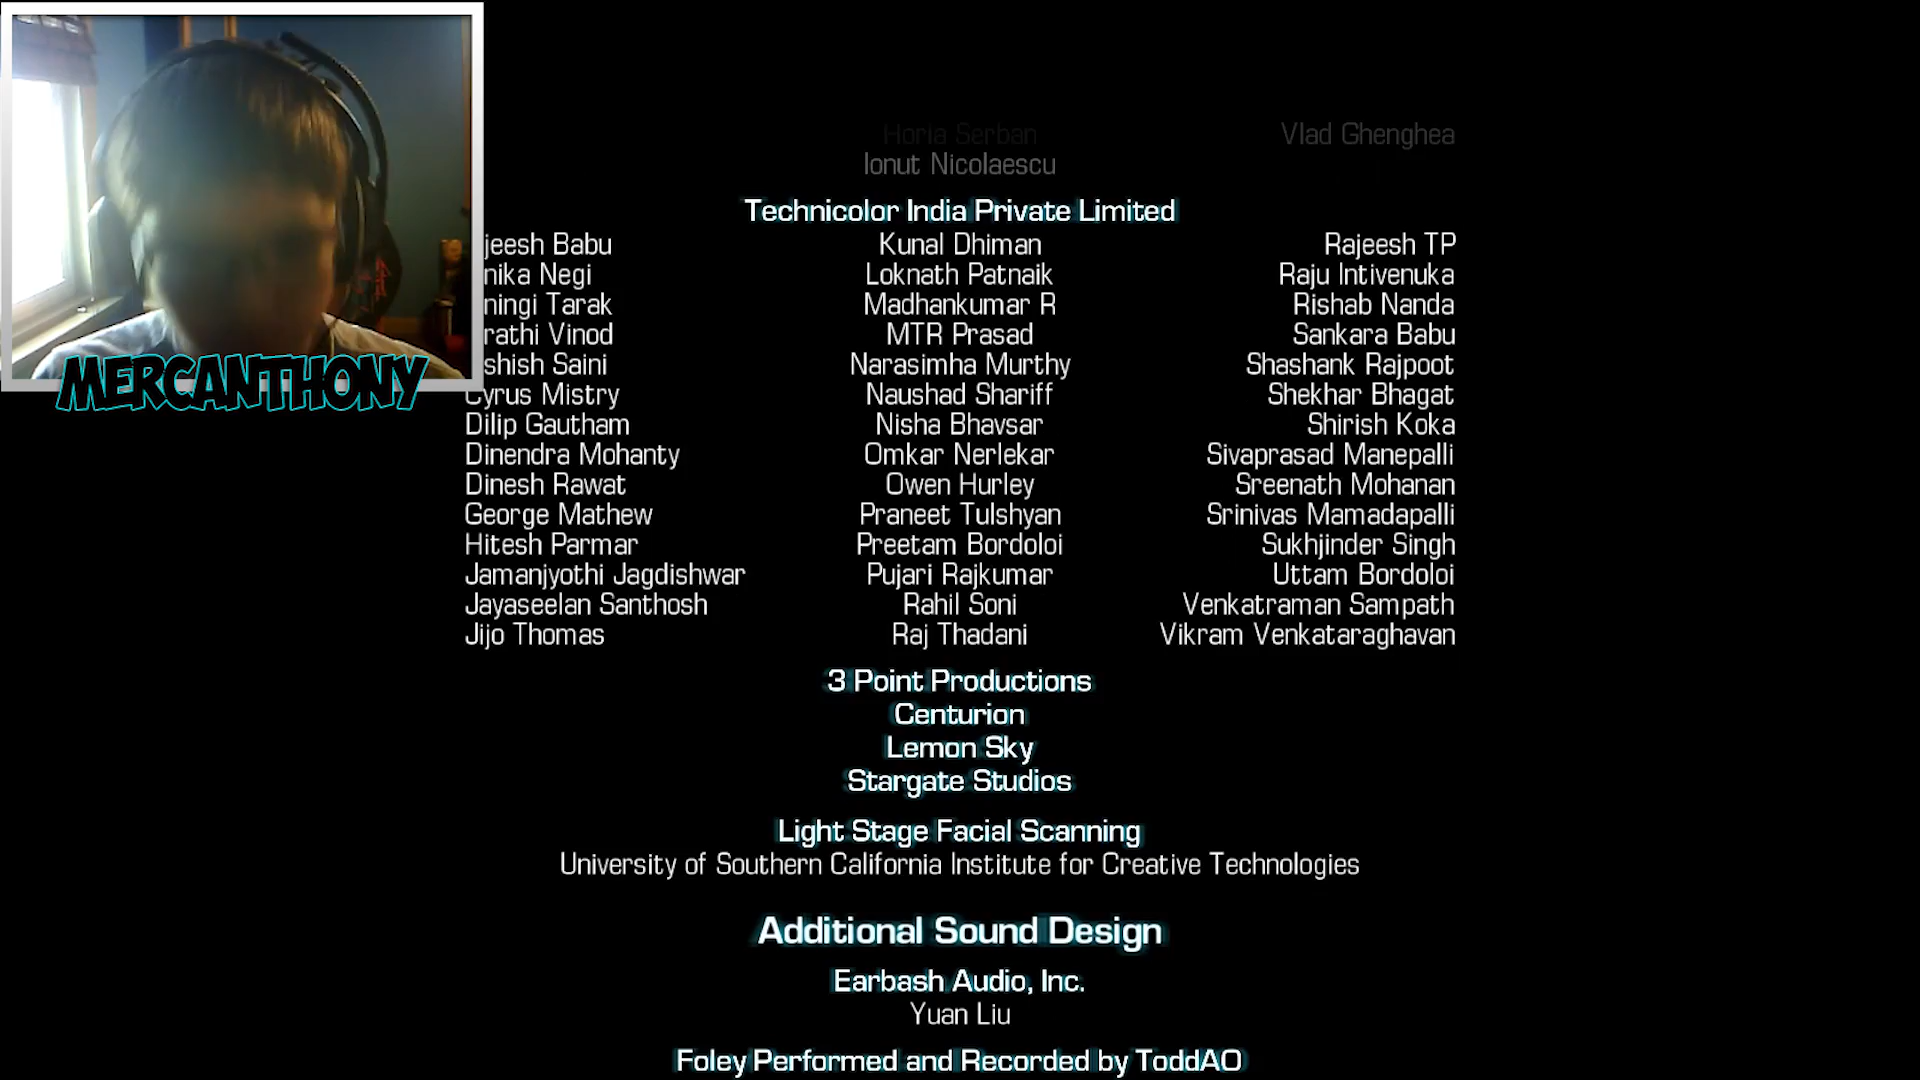 Horia Serban Vlad Ghenghea
Ionut Nicolaescu
Technicolor India Private Limited
Babu Kunal Dhiman Rajeesh TP
Negi Loknath Patnaik Raju Intivenuka
Tarak Madhankumar R Rishab Nanda
Vinod MTR Prasad Sankara Babu
Saini Narasimha Murthy Shashank Rajpoot
MERCANTHONY
Cyrus Mistry Naushad Shariff Shekhar Bhagat
Dilip Gautham Nisha Bhavsar Shirish Koka
Dinendra Mohanty Omkar Nerlekar Sivaprasad Manepalli
Dinesh Rawat Owen Hurley Sreenath Mohanan
George Mathew Praneet Tulshyan Srinivas Mamadapalli
Hitesh Parmar Preetam Bordoloi Sukhjinder Singh
Jamanjyothi Jagdishwar Pujari Rajkumar Uttam Bordoloi
Jayaseelan Santhosh Rahil Soni Venkatraman Sampath
Jijo Thomas Raj Thadani Vikram Venkataraghavan
3 Point Productions
Centurion
Lemon Sky
Stargate Studios
Light Stage Facial Scanning
University of Southern California Institute for Creative Technologies
Additional Sound Design
Earbash Audio, Inc.
Yuan Liu
Foley Performed and Recorded by ToddAO